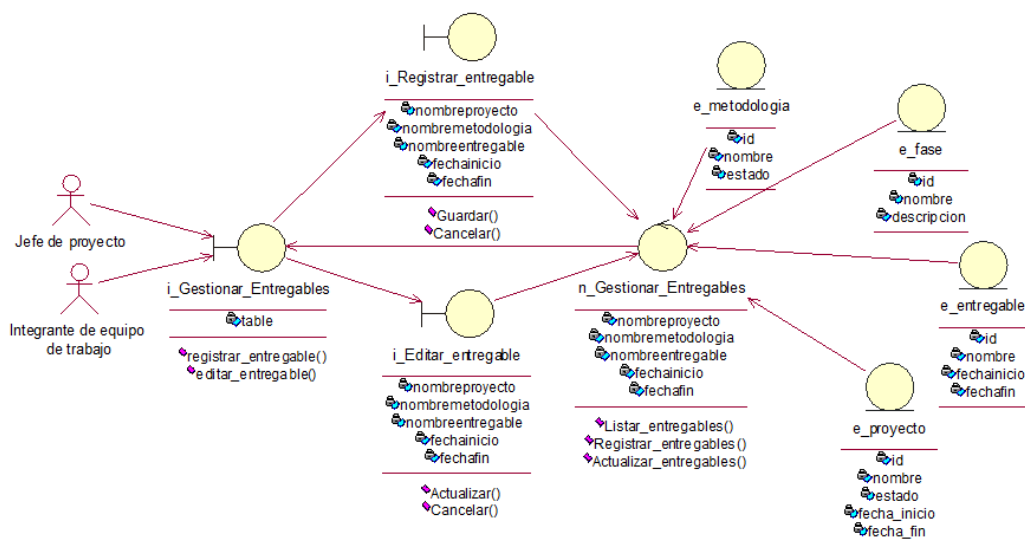 Jefe de proyecto
Integrante de equipo
de trabajo
i_Gestionar_Entregables
table
registrar_entregable()
editar_entregable()
i_Registrar_entregable
nombreproyecto
nombremetodologia
nombreentregable
fechainicio
fechafin
Guardar()
Cancelar()
i_Editar_entregable
nombreproyecto
nombremetodologia
nombreentregable
fechainicio
fechafin
Actualizar()
Cancelar()
n_Gestionar_Entregables
nombreproyecto
nombremetodologia
nombreentregable
fechainicio
fechafin
Listar_entregables()
Registrar_entregables()
Actualizar_entregables()
e_metodologia
id
nombre
estado
e_fase
id
nombre
descripcion
e_entregable
id
nombre
fechainicio
fechafin
e_proyecto
id
nombre
estado
fecha_inicio
fecha_fin